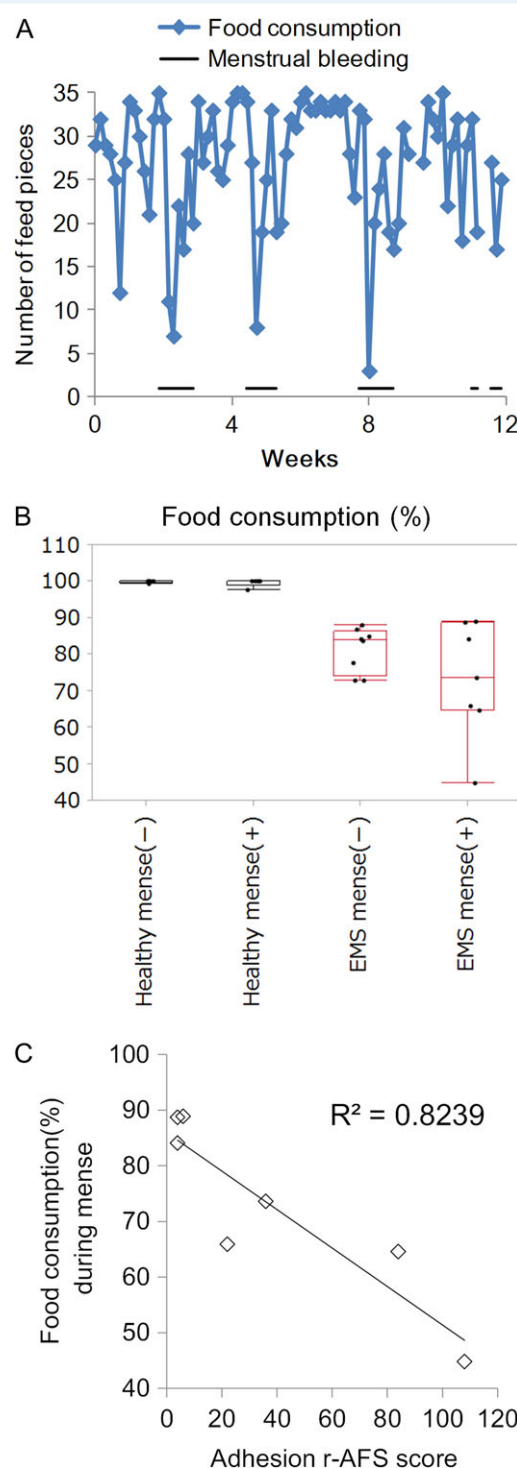 A
Food consumption
Menstrual bleeding
Number of feed pieces
35
30
25
20
15
10
5
0
0 4 8 12
Weeks
B
Food consumption (%)
110
100
90
80
70
60
50
40
Healthy mense(−)
Healthy mense(+)
EMS mense(−)
EMS mense(+)
C
Food consumption(%)
during mense
100
90
80
70
60
50
40
R² = 0.8239
0 20 40 60 80 100 120
Adhesion r-AFS score